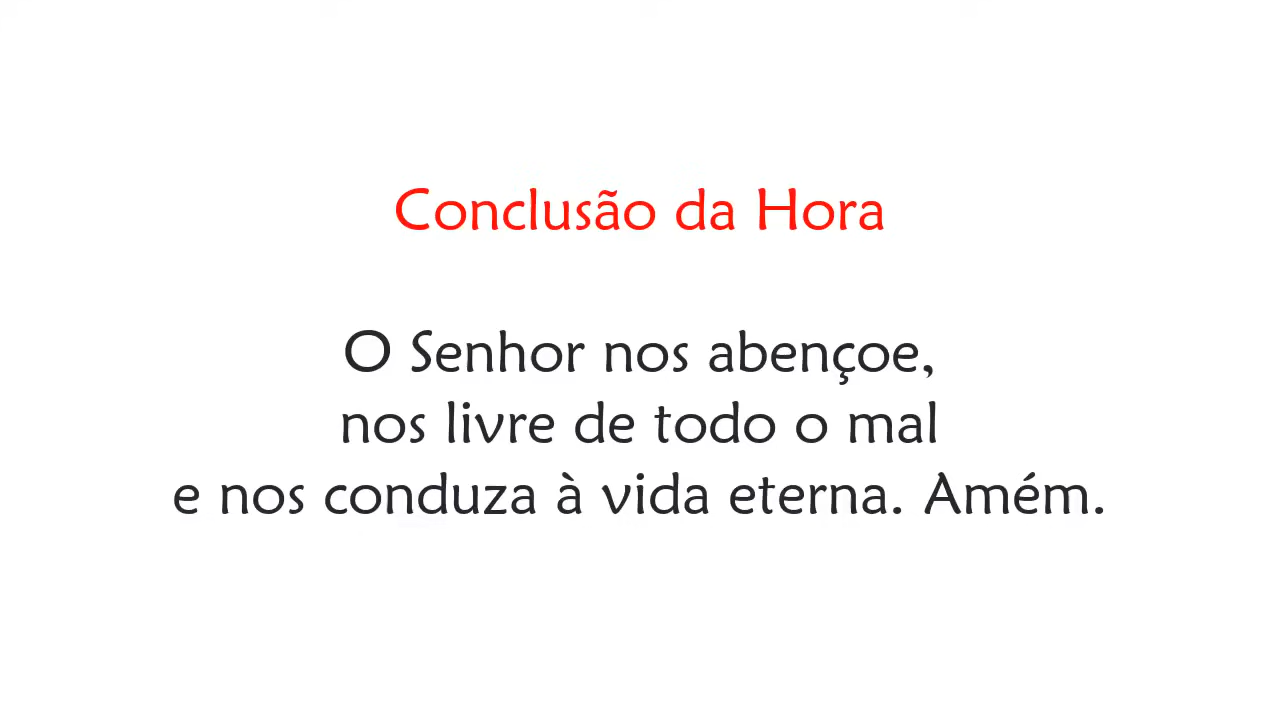 Conclusão da Hora
O Senhor nos abençoe,
nos livre de todo o mal
e nos conduza à vida eterna. Amém.